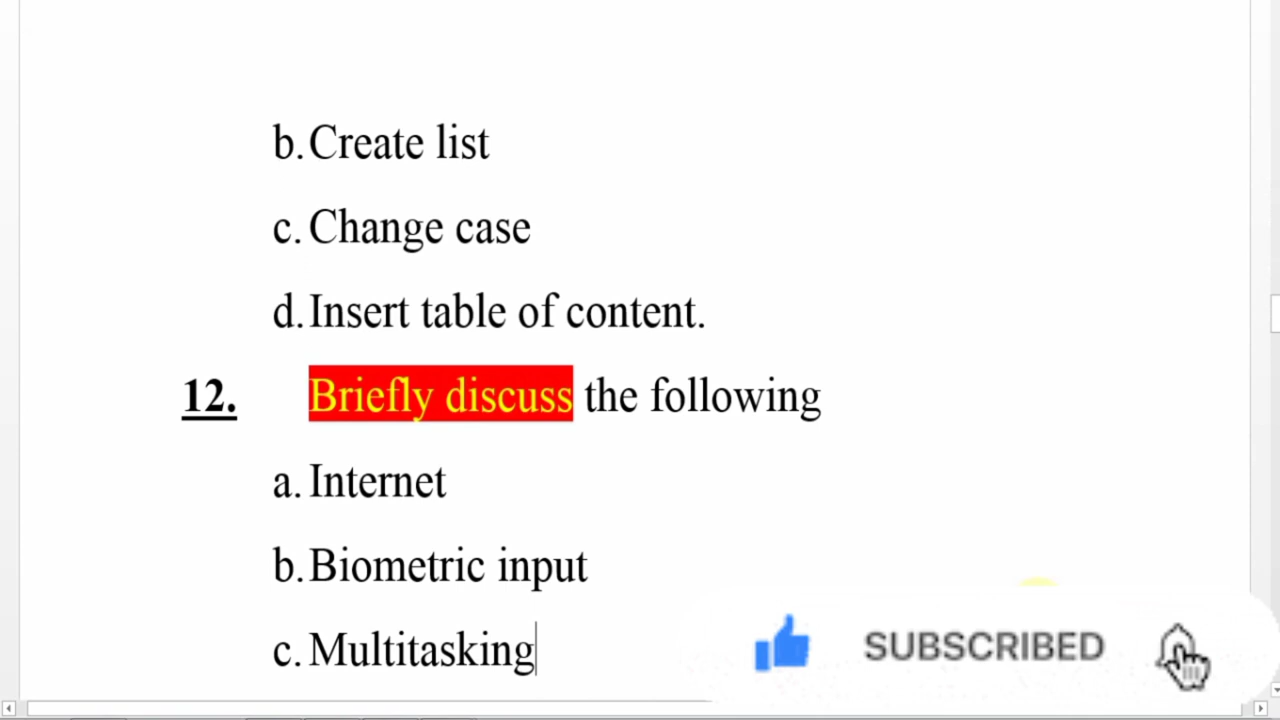 b. Create list
c. Change case
d. Insert table of content.
12. Briefly discuss the following
a. Internet
b. Biometric input
c. Multitasking
SUBSCRIBED